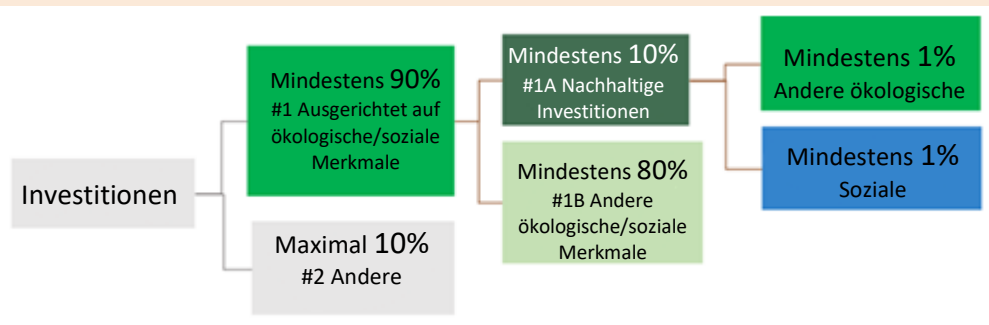 Investitionen
Mindestens 90%
#1 Ausgerichtet auf
ökologische/soziale
Merkmale
Maximal 10%
#2 Andere
Mindestens 10%
#1A Nachhaltige
Investitionen
Mindestens 80%
#1B Andere
ökologische/soziale
Merkmale
Mindestens 1%
Andere ökologische
Mindestens 1%
Soziale